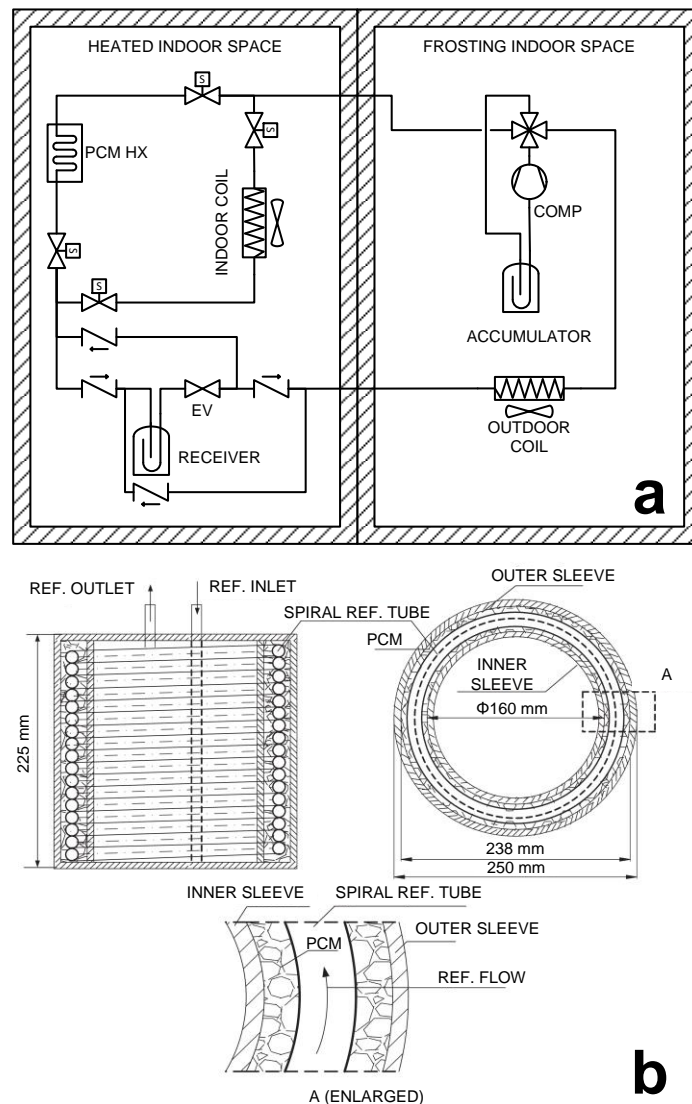 HEATED INDOOR SPACE
FROSTING INDOOR SPACE
S
S
PCM HX
INDOOR COIL
COMP
S
S
ACCUMULATOR
EV
RECEIVER
OUTDOOR
COIL
a
REF. OUTLET
REF. INLET
SPIRAL REF. TUBE
225 mm
OUTER SLEEVE
PCM
INNER
SLEEVE
Φ160 mm
A
238 mm
250 mm
INNER SLEEVE
SPIRAL REF. TUBE
PCM
OUTER SLEEVE
REF. FLOW
A (ENLARGED)
b